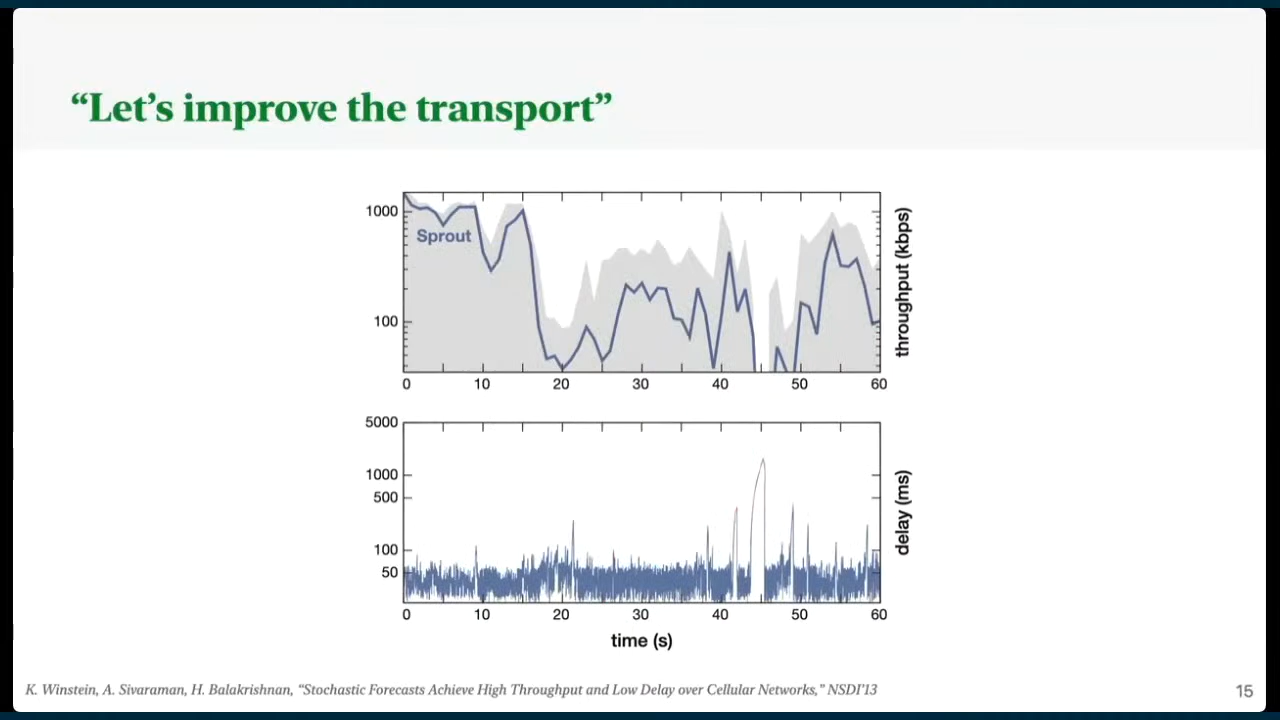 “Let’s improve the transport”
1000
100
Sprout
throughput (kbps)
0 10 20 30 40 50 60
5000
1000
500
100
50
delay (ms)
0 10 20 30 40 50 60
time (s)
K. Winstein, A. Sivaraman, H. Balakrishnan, “Stochastic Forecasts Achieve High Throughput and Low Delay over Cellular Networks,” NSDI’13
15